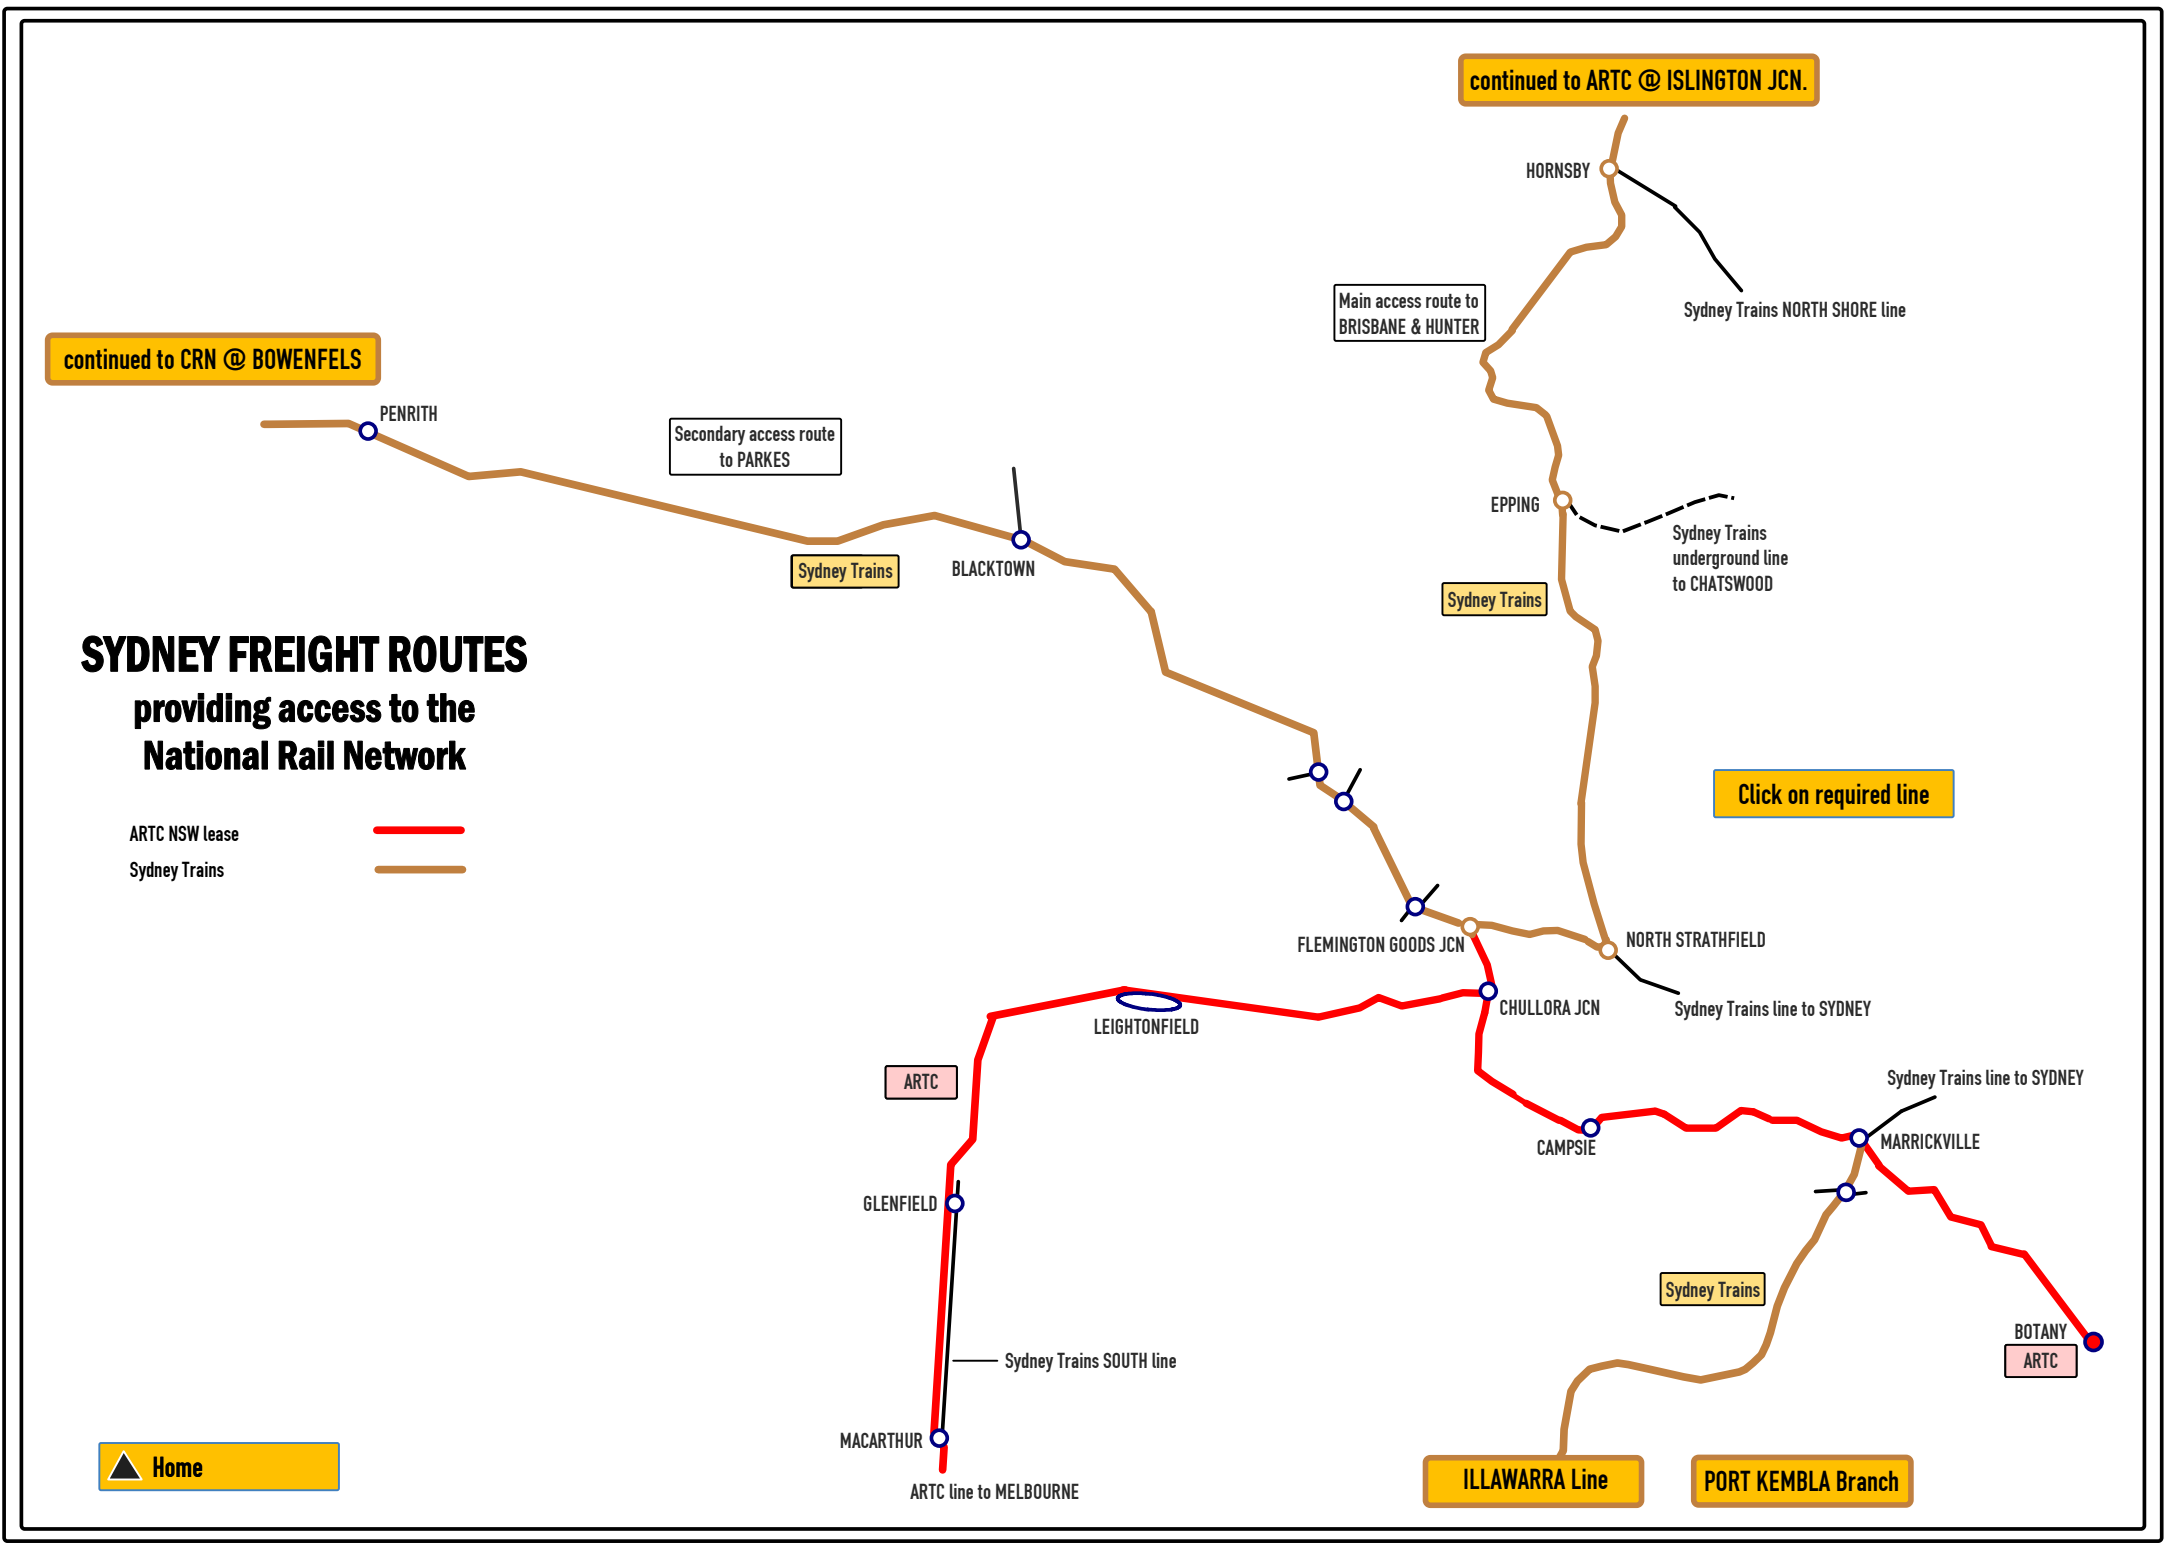 continued to ARTC @ ISLINGTON JCN.
HORNSBY
Sydney Trains NORTH SHORE line
Main access route to
BRISBANE & HUNTER
continued to CRN @ BOWENFELS
PENRITH
Secondary access route
to PARKES
EPPING
Sydney Trains
underground line
to CHATSWOOD
BLACKTOWN
Sydney Trains
Sydney Trains
SYDNEY FREIGHT ROUTES
providing access to the
National Rail Network
Click on required line
ARTC NSW lease
Sydney Trains
FLEMINGTON GOODS JCN
NORTH STRATHFIELD
CHULLORA JCN
Sydney Trains line to SYDNEY
LEIGHTONFIELD
ARTC
Sydney Trains line to SYDNEY
CAMPSIE
MARRICKVILLE
GLENFIELD
Sydney Trains
BOTANY
ARTC
Sydney Trains SOUTH line
MACARTHUR
Home
ARTC line to MELBOURNE
ILLAWARRA Line
PORT KEMBLA Branch